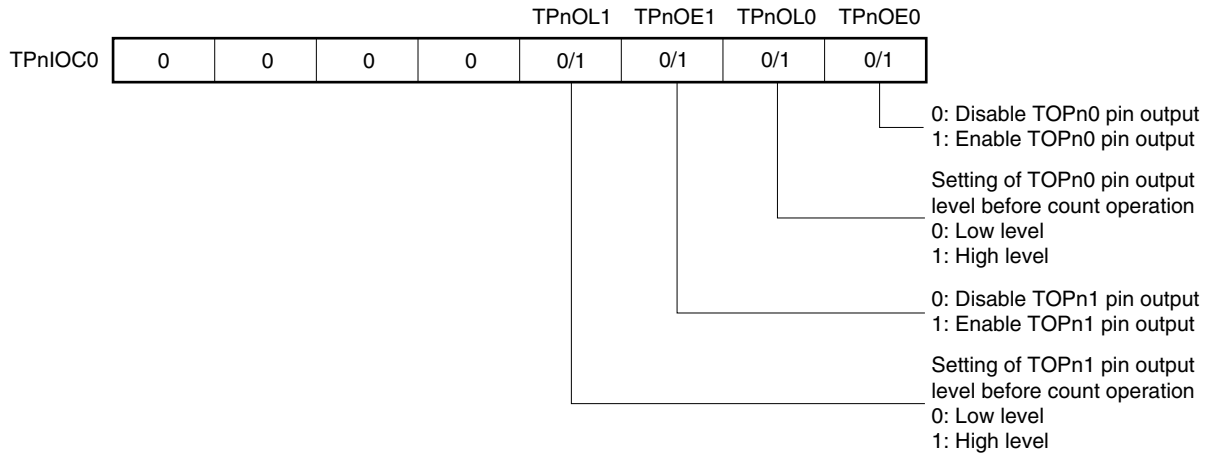 TPnOL1 TPnOE1 TPnOL0 TPnOE0
TPnIOC0 0 0 0 0 0/1 0/1 0/1 0/1
0: Disable TOPn0 pin output
1: Enable TOPn0 pin output
Setting of TOPn0 pin output
level before count operation
0: Low level
1: High level
0: Disable TOPn1 pin output
1: Enable TOPn1 pin output
Setting of TOPn1 pin output
level before count operation
0: Low level
1: High level